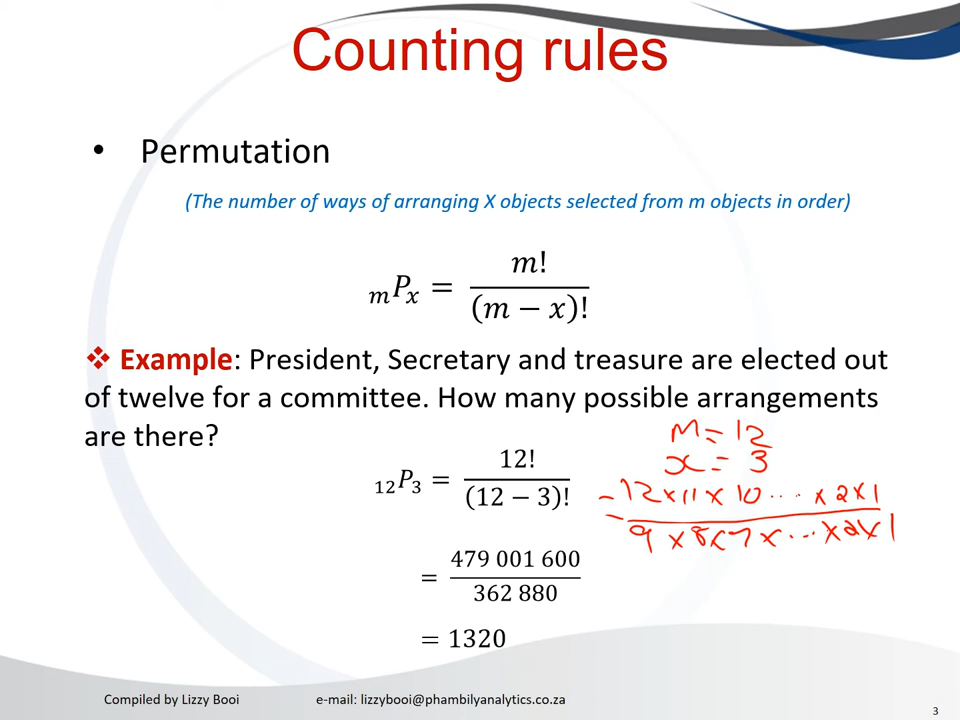 Counting rules
• Permutation
(The number of ways of arranging X objects selected from m objects in order)
ₘPₓ = m! / (m − x)!
❖ Example: President, Secretary and treasure are elected out
of twelve for a committee. How many possible arrangements
are there?
M = 12
x = 3
₁₂P₃ = 12! / (12 − 3)!
= 12 x 11 x 10 ... x 2 x 1
9 x 8 x 7 x ... x 2 x 1
= 479 001 600 / 362 880
= 1320
Compiled by Lizzy Booi e-mail: lizzybooi@phambilyanalytics.co.za
3